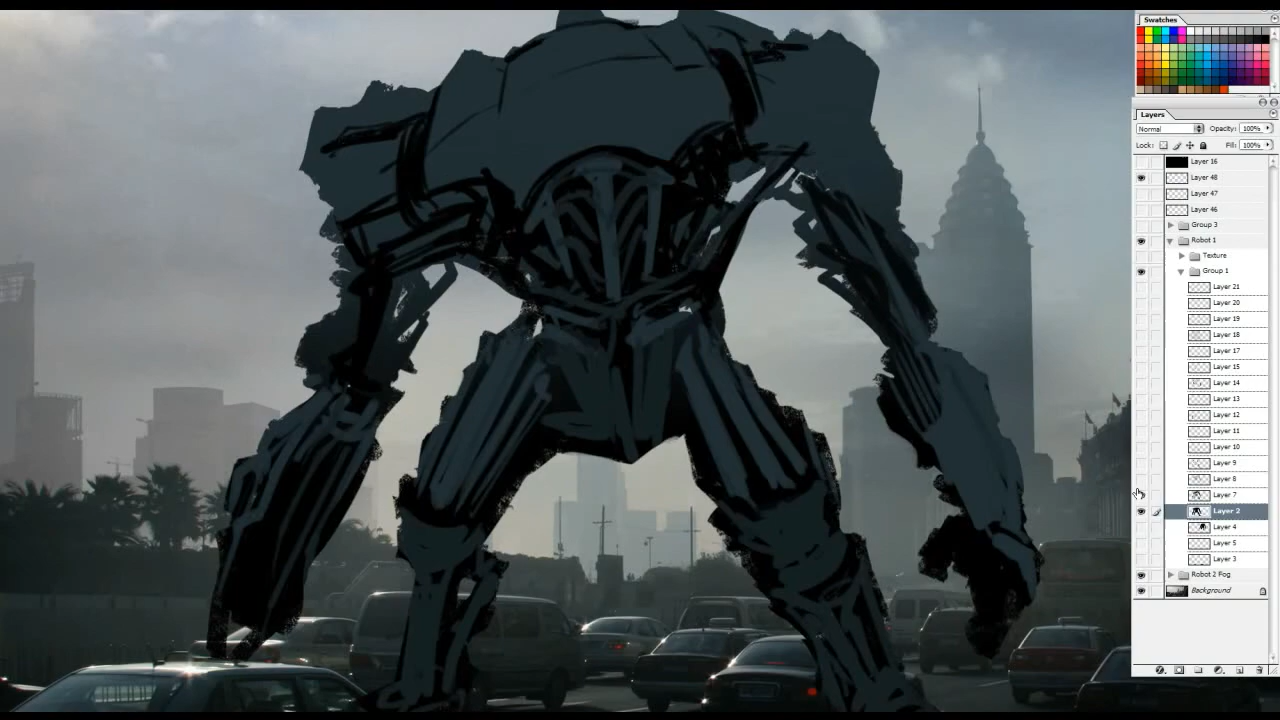 Swatches
Layers
Normal
Opacity: 100%
Lock:
Fill: 100%
Layer 16
Layer 48
Layer 47
Layer 46
Group 3
Robot 1
Texture
Group 1
Layer 21
Layer 20
Layer 19
Layer 18
Layer 17
Layer 15
Layer 14
Layer 13
Layer 12
Layer 11
Layer 10
Layer 9
Layer 8
Layer 7
Layer 2
Layer 4
Layer 5
Layer 3
Robot 2 Fog
Background